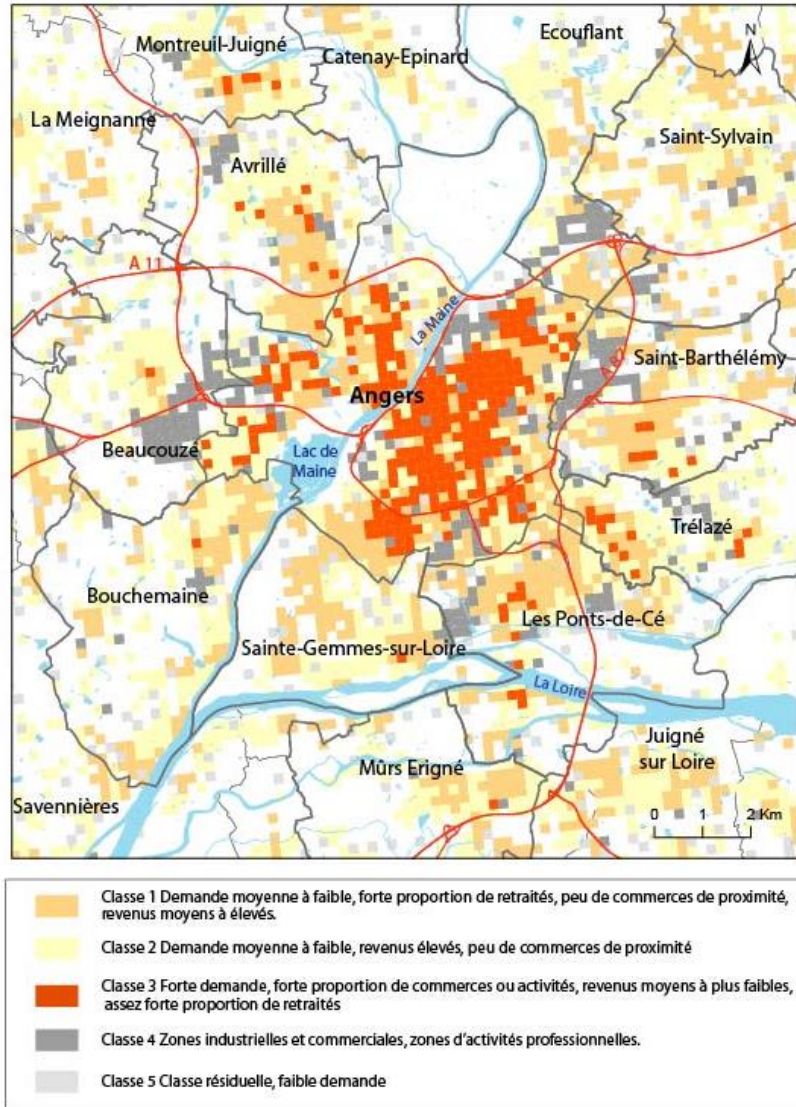 Montreuil-Juigné
Catenay-Epinard
Ecouflant
N
La Meignanne
Avrillé
Saint-Sylvain
A 11
La Maine
A 87
Saint-Barthélémy
Angers
Beaucouzé
Lac de
Maine
Trélazé
Bouchemaine
Les Ponts-de-Cé
Sainte-Gemmes-sur-Loire
La Loire
Juigné
sur Loire
Mûrs Erigné
Savennières
0 1 2 Km
Classe 1 Demande moyenne à faible, forte proportion de retraités, peu de commerces de proximité,
revenus moyens à élevés.
Classe 2 Demande moyenne à faible, revenus élevés, peu de commerces de proximité
Classe 3 Forte demande, forte proportion de commerces ou activités, revenus moyens à plus faibles,
assez forte proportion de retraités
Classe 4 Zones industrielles et commerciales, zones d'activités professionnelles.
Classe 5 Classe résiduelle, faible demande